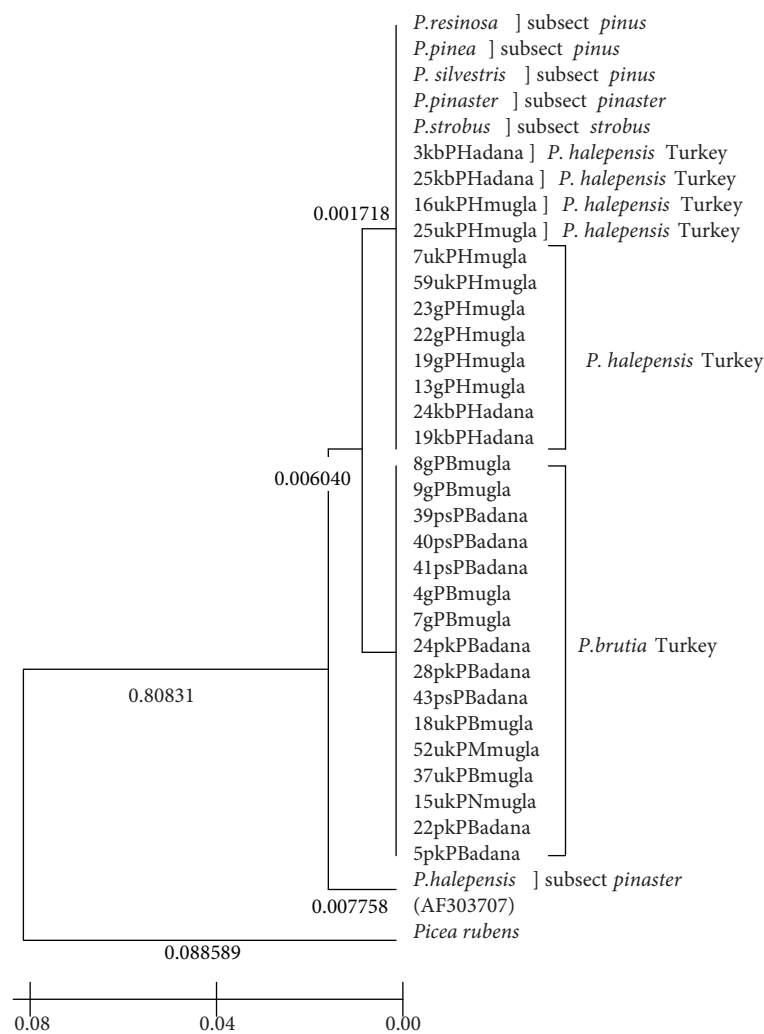 P.resinosa ] subsect pinus
P.pinea ] subsect pinus
P. silvestris ] subsect pinus
P.pinaster ] subsect pinaster
P.strobus ] subsect strobus
3kbPHadana ] P. halepensis Turkey
25kbPHadana ] P. halepensis Turkey
16ukPHmugla ] P. halepensis Turkey
0.001718
25ukPHmugla ] P. halepensis Turkey
7ukPHmugla
59ukPHmugla
23gPHmugla
22gPHmugla
19gPHmugla
P. halepensis Turkey
13gPHmugla
24kbPHadana
19kbPHadana
8gPBmugla
0.006040
9gPBmugla
39psPBadana
40psPBadana
41psPBadana
4gPBmugla
7gPBmugla
24pkPBadana
P.brutia Turkey
28pkPBadana
0.80831
43psPBadana
18ukPBmugla
52ukPMmugla
37ukPBmugla
15ukPNmugla
22pkPBadana
5pkPBadana
P.halepensis ] subsect pinaster
0.007758
(AF303707)
Picea rubens
0.088589
0.08 0.04 0.00